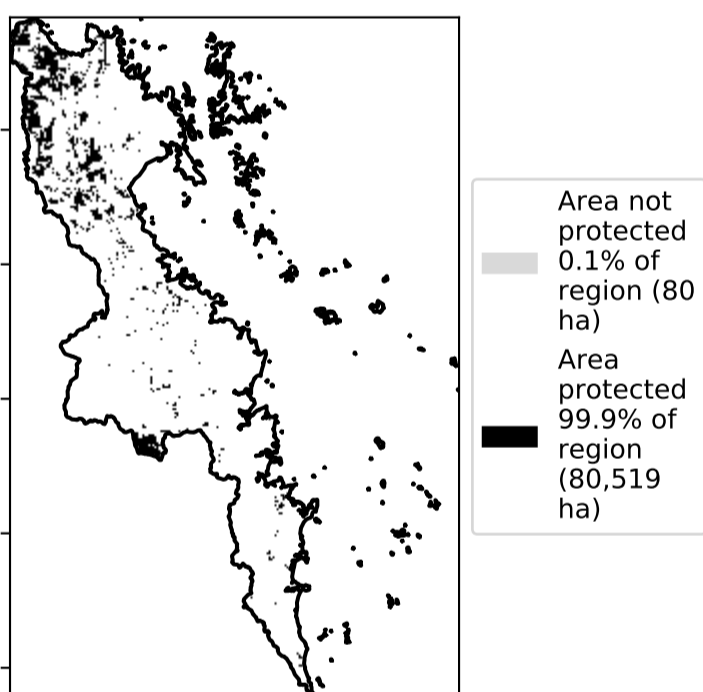 Area not
protected
0.1% of
region (80
ha)
Area
protected
99.9% of
region
(80,519
ha)